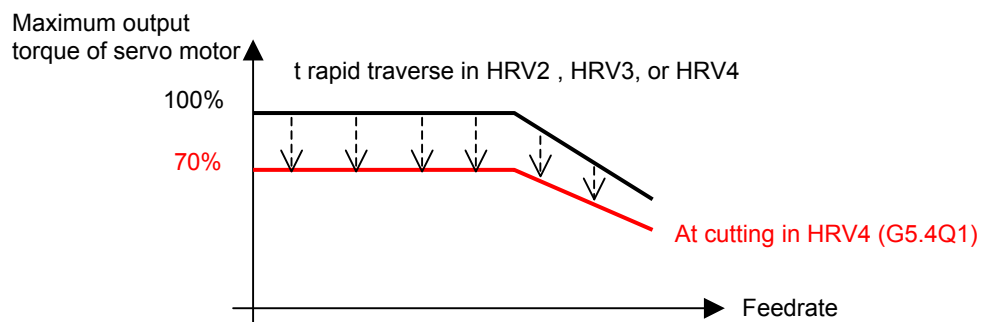 Maximum output
torque of servo motor
t rapid traverse in HRV2 , HRV3, or HRV4
100%
70%
At cutting in HRV4 (G5.4Q1)
Feedrate